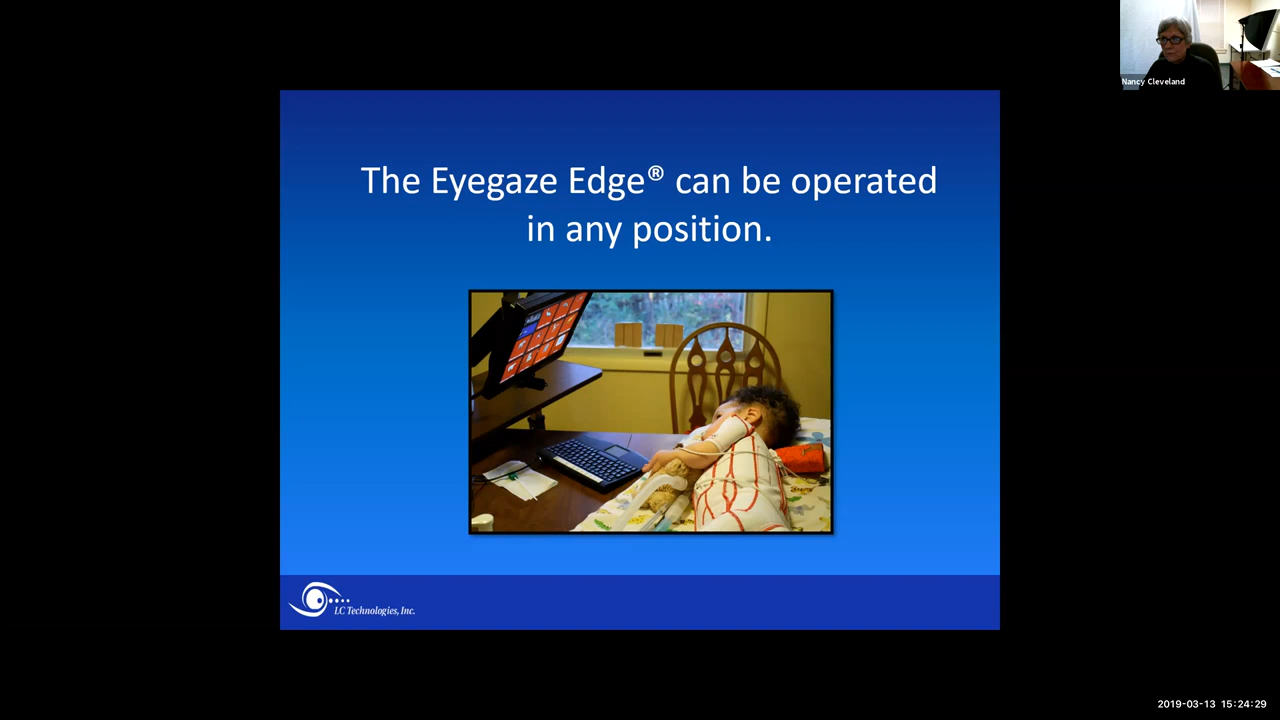 Nancy Cleveland
The Eyegaze Edge® can be operated
in any position.
LC Technologies, Inc.
2019-03-13 15:24:29